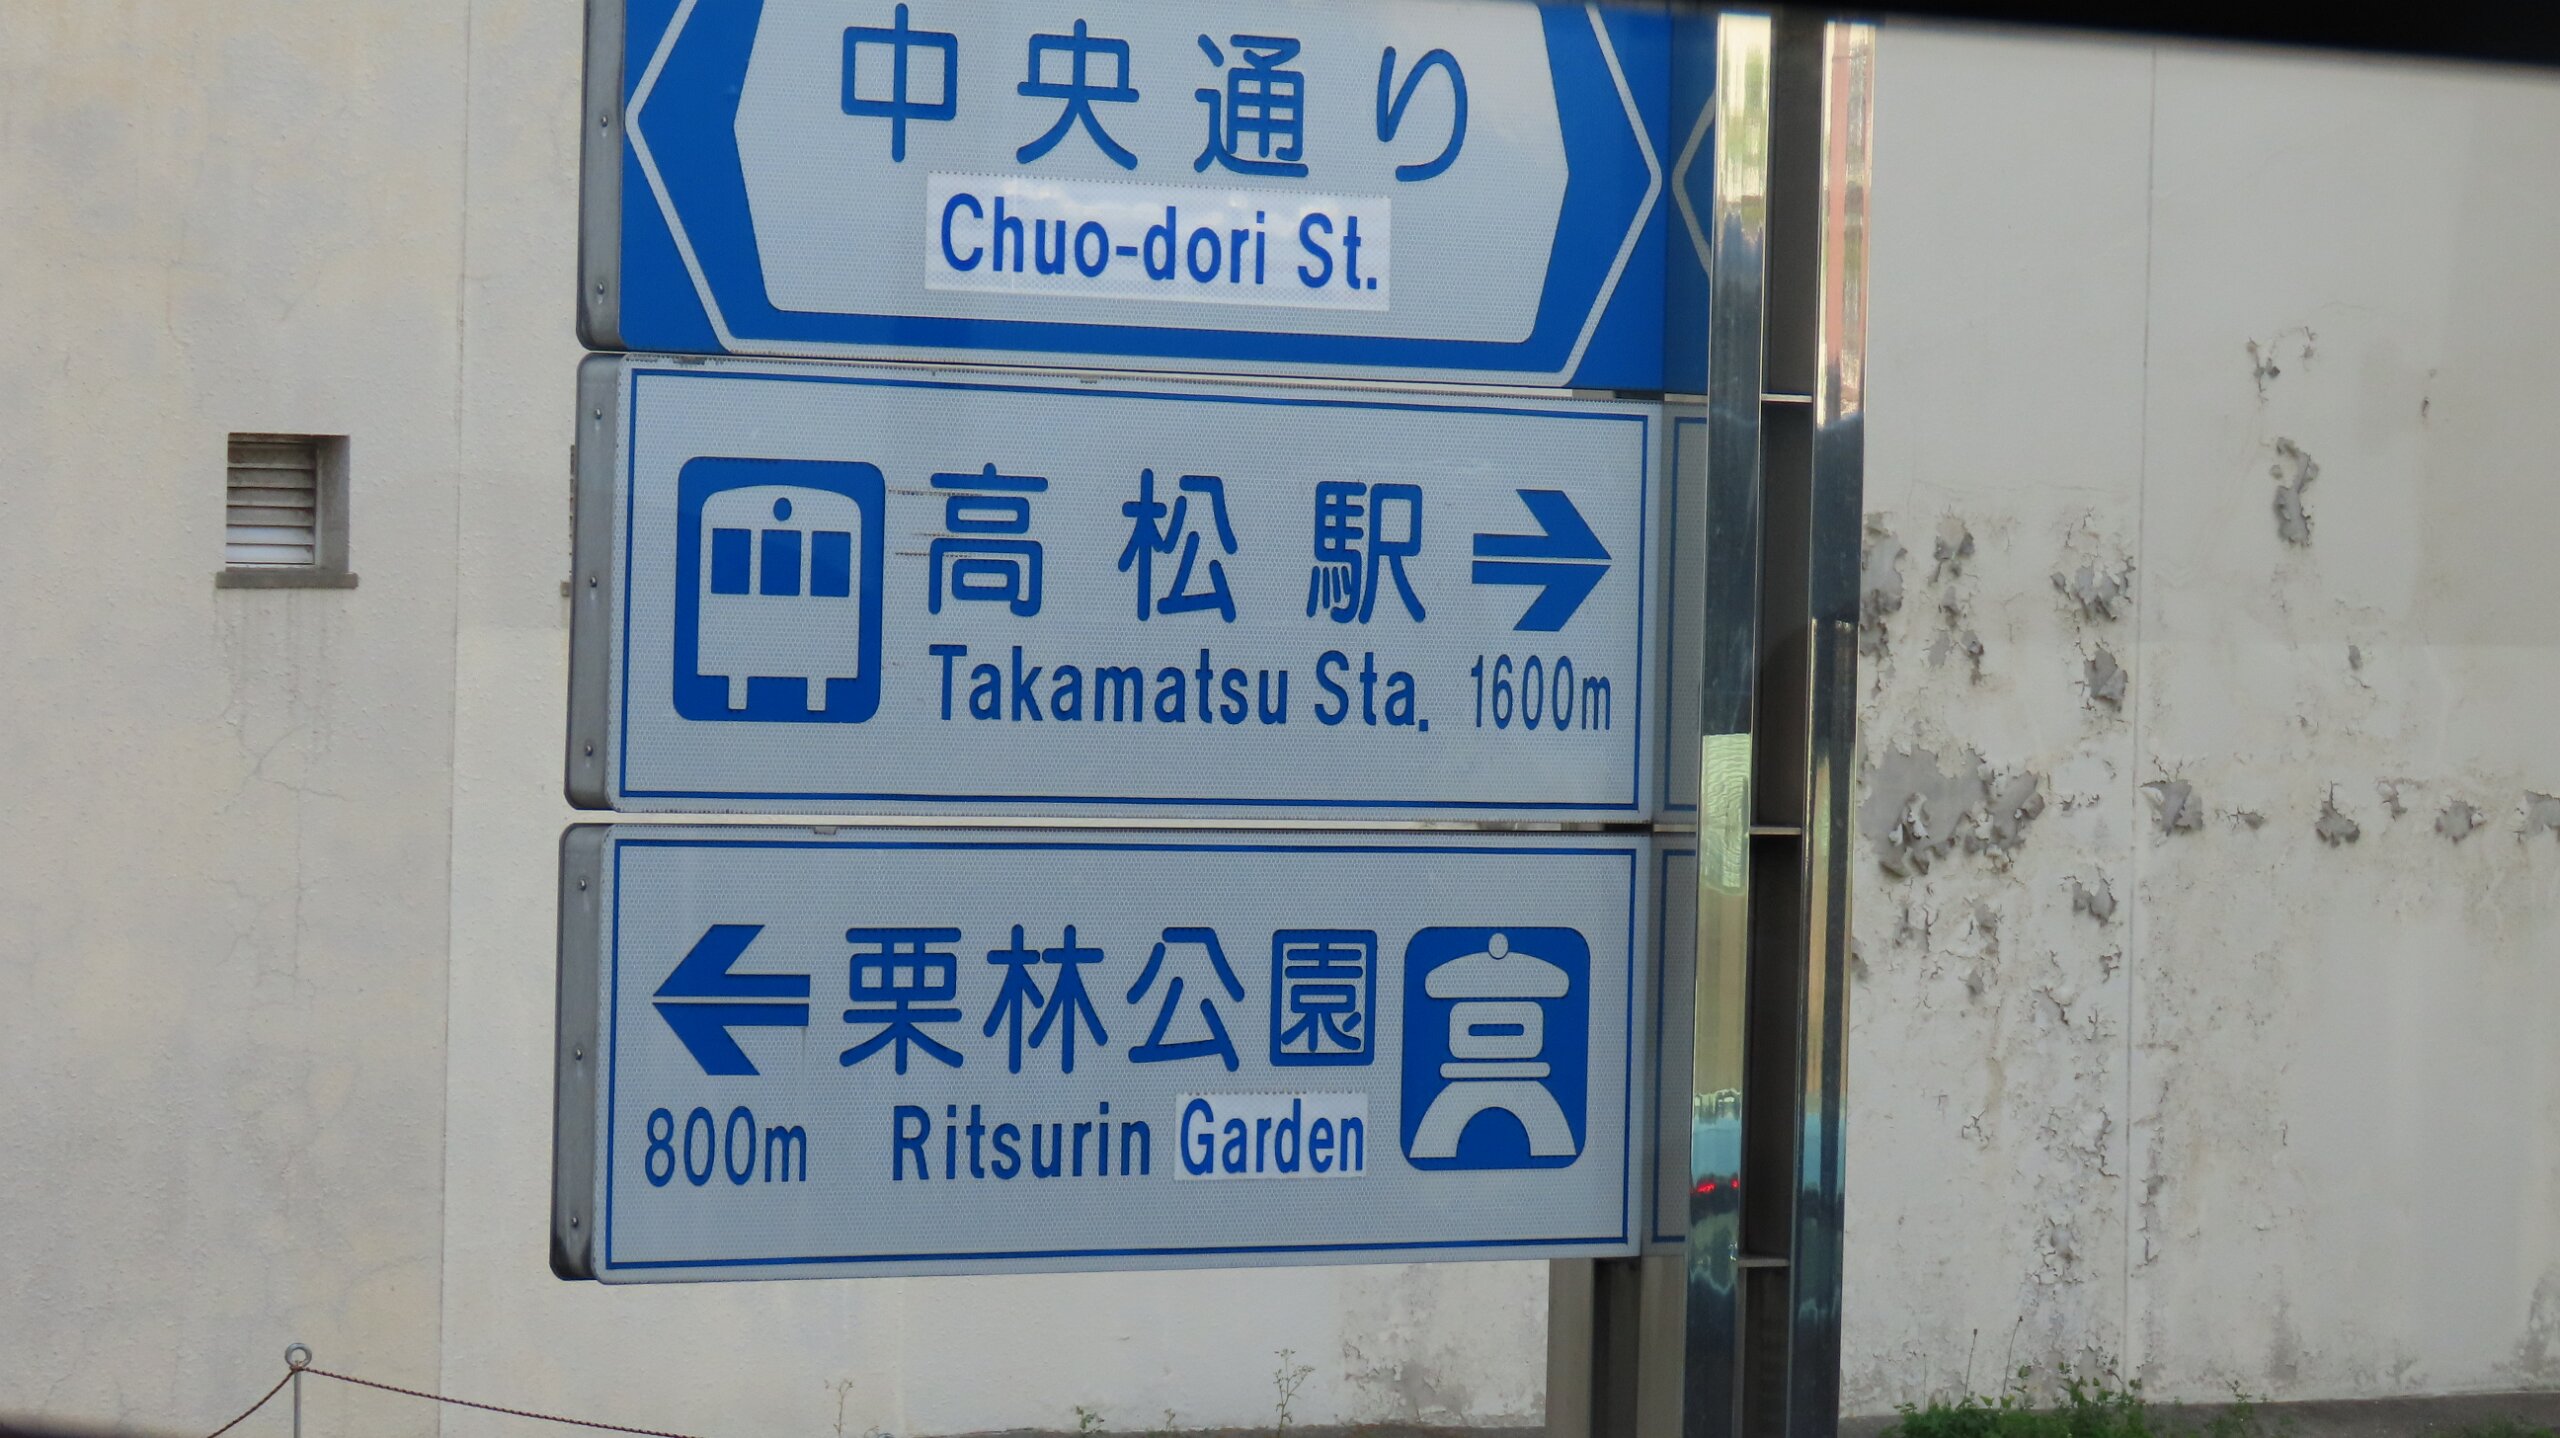 中央通り
Chuo-dori St.
高松駅
Takamatsu Sta. 1600m
栗林公園
800m Ritsurin Garden